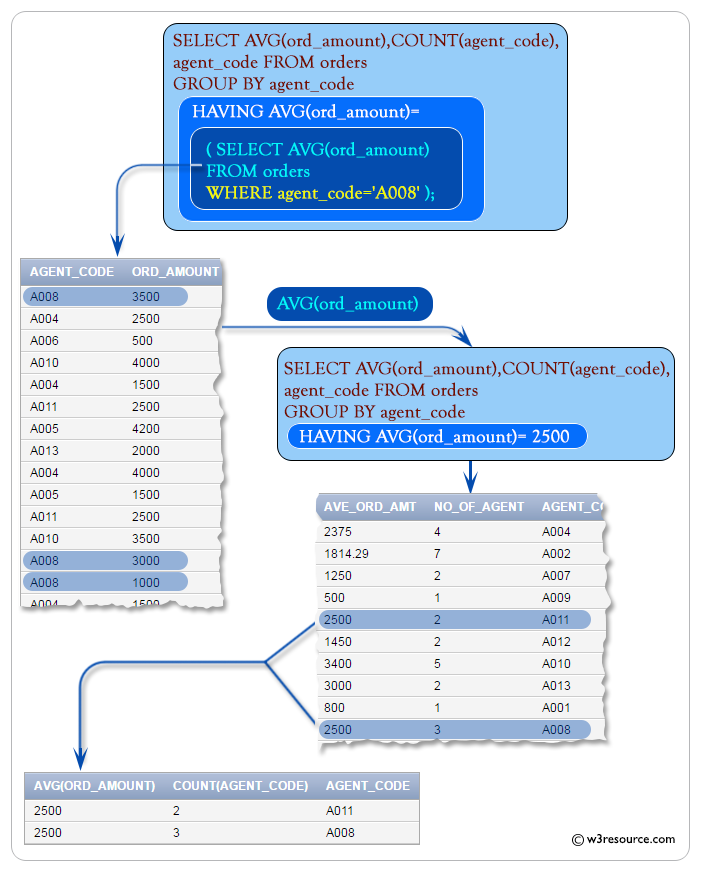 SELECT AVG(ord_amount),COUNT(agent_code),
agent_code FROM orders
GROUP BY agent_code
HAVING AVG(ord_amount)=
( SELECT AVG(ord_amount)
FROM orders
WHERE agent_code='A008' );
AGENT_CODE ORD_AMOUNT
A008 3500
A004 2500
A006 500
A010 4000
A004 1500
A011 2500
A005 4200
A013 2000
A004 4000
A005 1500
A011 2500
A010 3500
A008 3000
A008 1000
A004 1500
AVG(ord_amount)
SELECT AVG(ord_amount),COUNT(agent_code),
agent_code FROM orders
GROUP BY agent_code
HAVING AVG(ord_amount)= 2500
AVE_ORD_AMT NO_OF_AGENT AGENT_CO
2375 4 A004
1814.29 7 A002
1250 2 A007
500 1 A009
2500 2 A011
1450 2 A012
3400 5 A010
3000 2 A013
800 1 A001
2500 3 A008
AVG(ORD_AMOUNT) COUNT(AGENT_CODE) AGENT_CODE
2500 2 A011
2500 3 A008
© w3resource.com